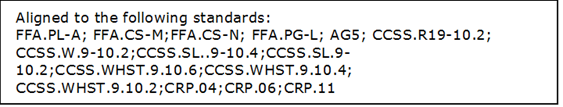 Aligned to the following standards:
FFA.PL-A; FFA.CS-M;FFA.CS-N; FFA.PG-L; AG5; CCSS.R19-10.2;
CCSS.W.9-10.2;CCSS.SL..9-10.4;CCSS.SL.9-
10.2;CCSS.WHST.9.10.6;CCSS.WHST.9.10.4;
CCSS.WHST.9.10.2;CRP.04;CRP.06;CRP.11